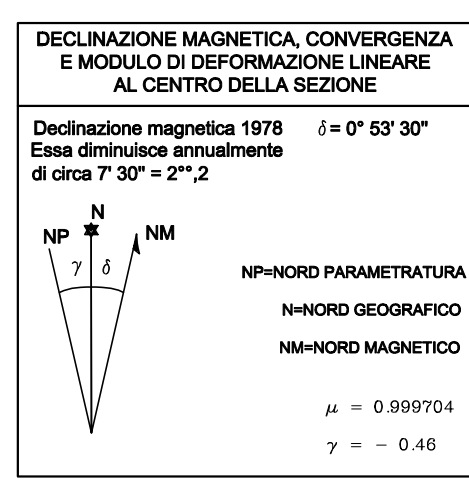 DECLINAZIONE MAGNETICA, CONVERGENZA
E MODULO DI DEFORMAZIONE LINEARE
AL CENTRO DELLA SEZIONE
Declinazione magnetica 1978 δ = 0° 53' 30"
Essa diminuisce annualmente
di circa 7' 30" = 2°°,2
N
NP NM
γ δ
NP=NORD PARAMETRATURA
N=NORD GEOGRAFICO
NM=NORD MAGNETICO
μ = 0.999704
γ = - 0.46